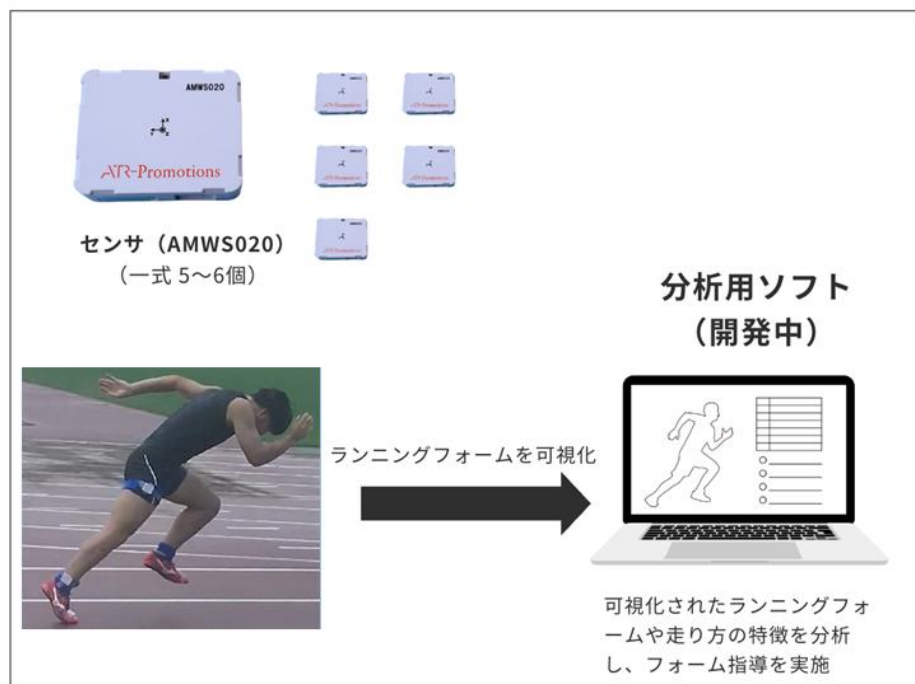 AMWS020
ATR-Promotions
センサ（AMWS020）
（一式 5～6個）
分析用ソフト
（開発中）
ランニングフォームを可視化
可視化されたランニングフォ
ームや走り方の特徴を分析
し、フォーム指導を実施